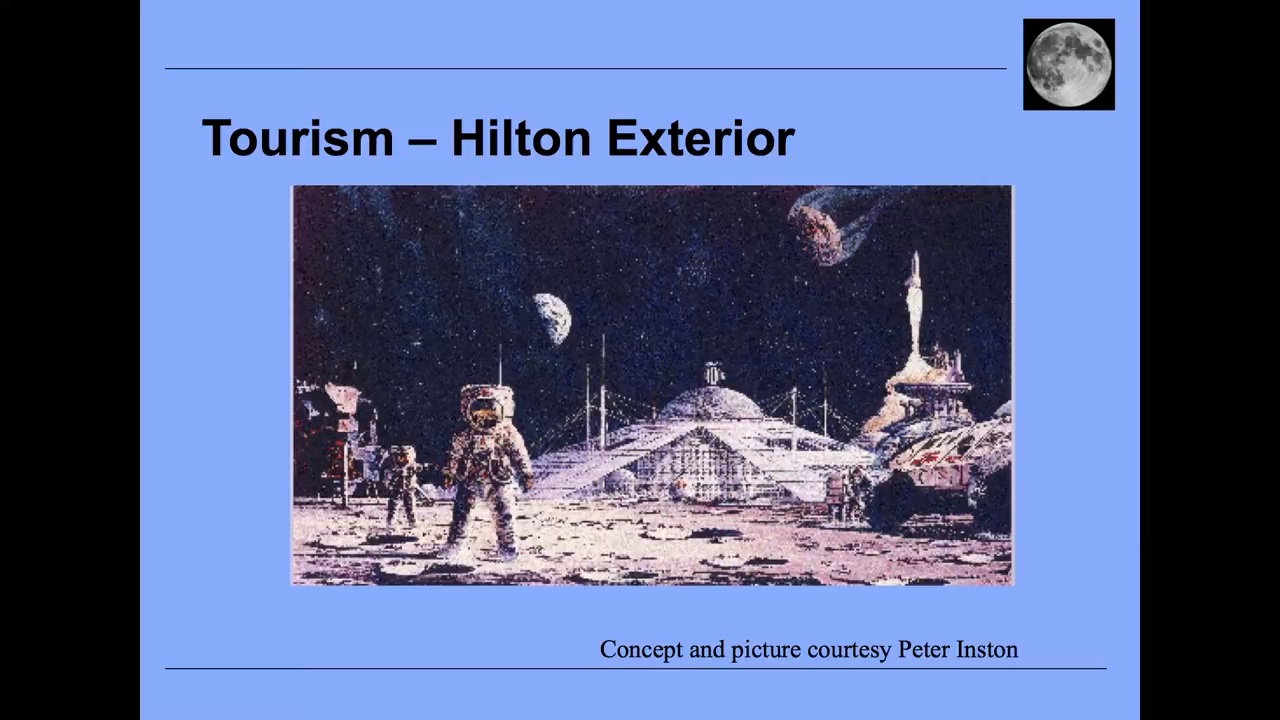 Tourism – Hilton Exterior
Concept and picture courtesy Peter Inston